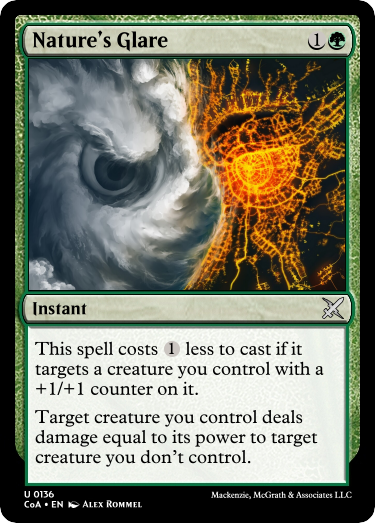 Nature's Glare 1
Instant
This spell costs 1 less to cast if it
targets a creature you control with a
+1/+1 counter on it.
Target creature you control deals
damage equal to its power to target
creature you don't control.
U 0136
CoA • EN Alex Rommel
Mackenzie, McGrath & Associates LLC